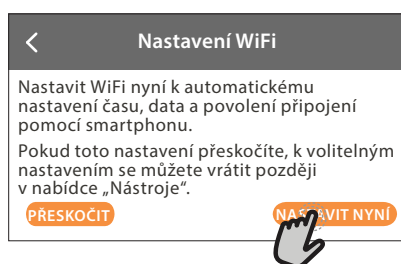 Nastavení WiFi
Nastavit WiFi nyní k automatickému
nastavení času, data a povolení připojení
pomocí smartphonu.
Pokud toto nastavení přeskočíte, k volitelným
nastavením se můžete vrátit později
v nabídce „Nástroje“.
PŘESKOČIT
NASTAVIT NYNÍ